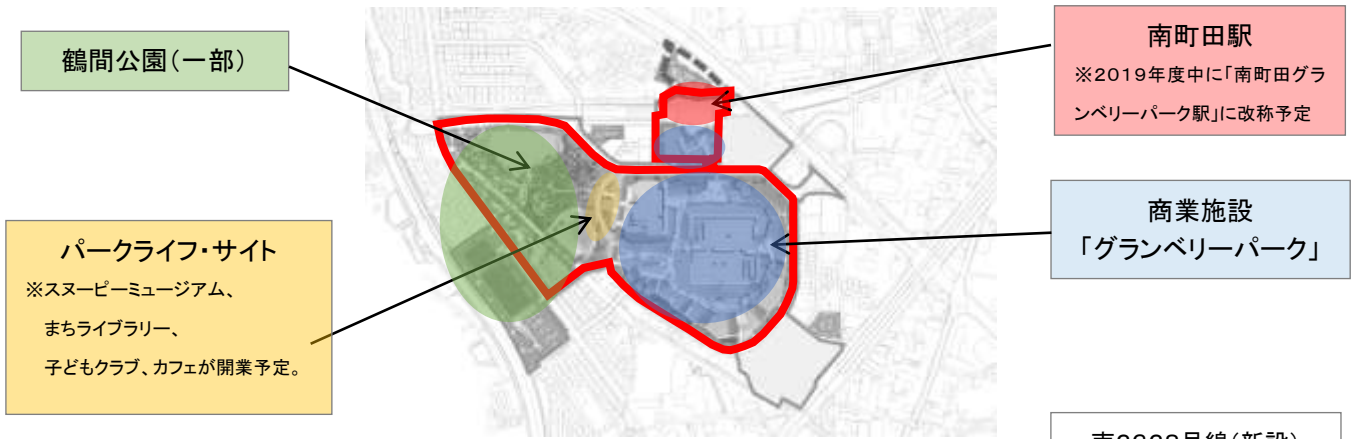 鶴間公園(一部)
パークライフ・サイト
※スヌーピーミュージアム、
まちライブラリー、
子どもクラブ、カフェが開業予定。
南町田駅
※2019年度中に「南町田グラ
ンベリーパーク駅」に改称予定
商業施設
「グランベリーパーク」